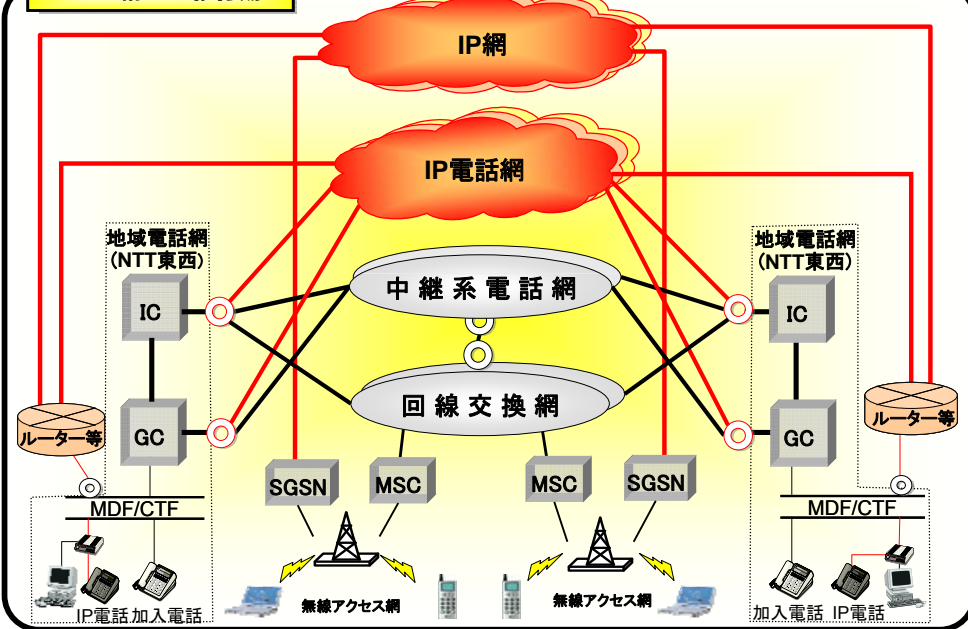 IP網
IP電話網
地域電話網
(NTT東西)
地域電話網
(NTT東西)
中継系電話網
IC
IC
回線交換網
ルーター等
GC
GC
ルーター等
SGSN
MSC
MSC
SGSN
MDF/CTF
MDF/CTF
IP電話
加入電話
無線アクセス網
無線アクセス網
加入電話
IP電話